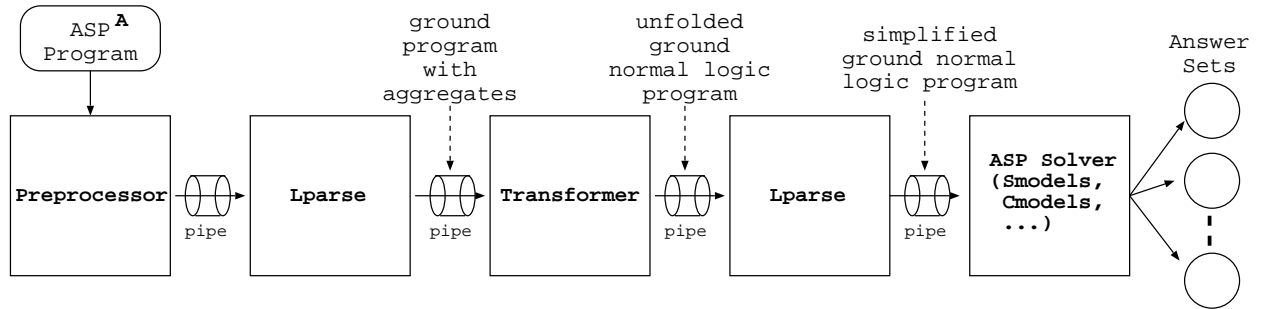 ASP A
Program
ground
program
with
aggregates
unfolded
ground
normal logic
program
simplified
ground normal
logic program
Answer
Sets
Preprocessor
pipe
Lparse
pipe
Transformer
pipe
Lparse
pipe
ASP Solver
(Smodels,
Cmodels,
...)